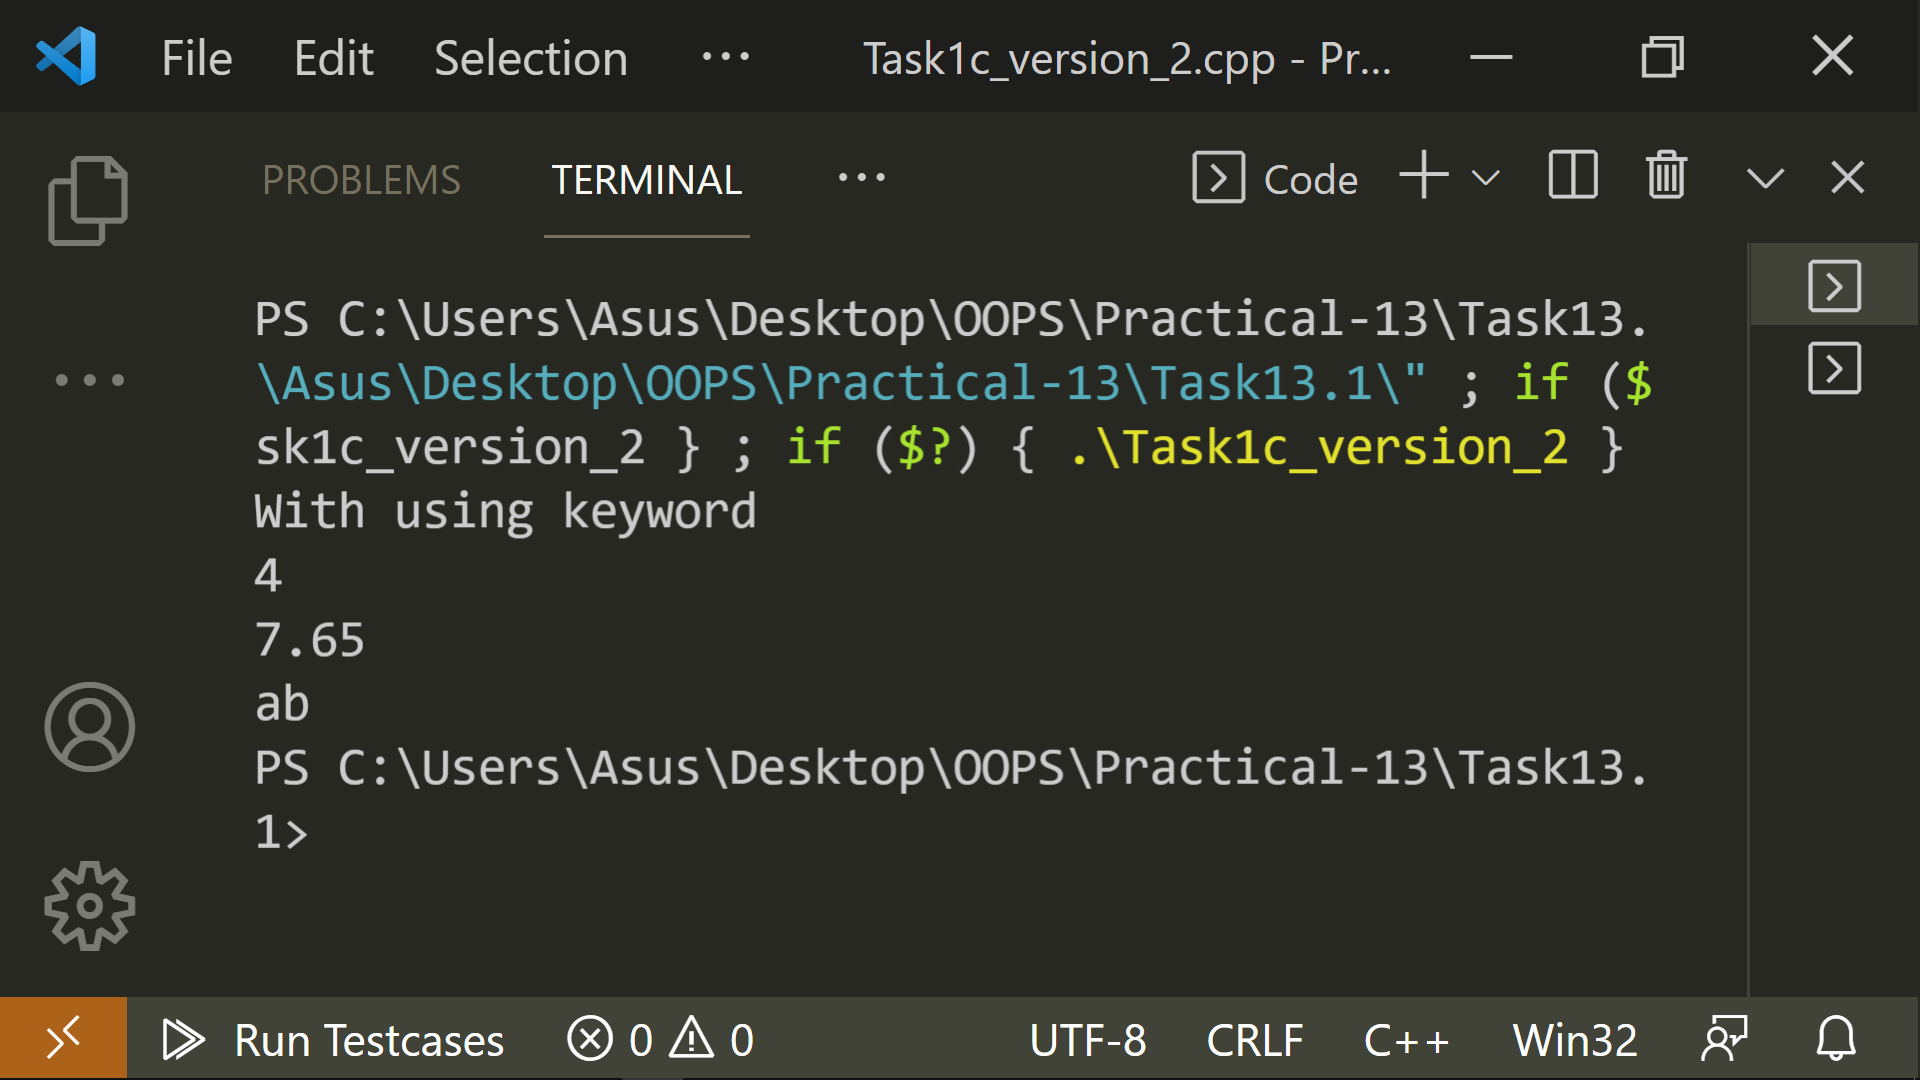 File Edit Selection ··· Task1c_version_2.cpp - Pr...
PROBLEMS TERMINAL ··· Code
PS C:\Users\Asus\Desktop\OOPS\Practical-13\Task13.
\Asus\Desktop\OOPS\Practical-13\Task13.1\" ; if ($
sk1c_version_2 } ; if ($?) { .\Task1c_version_2 }
With using keyword
4
7.65
ab
PS C:\Users\Asus\Desktop\OOPS\Practical-13\Task13.
1>
Run Testcases 0 0 UTF-8 CRLF C++ Win32